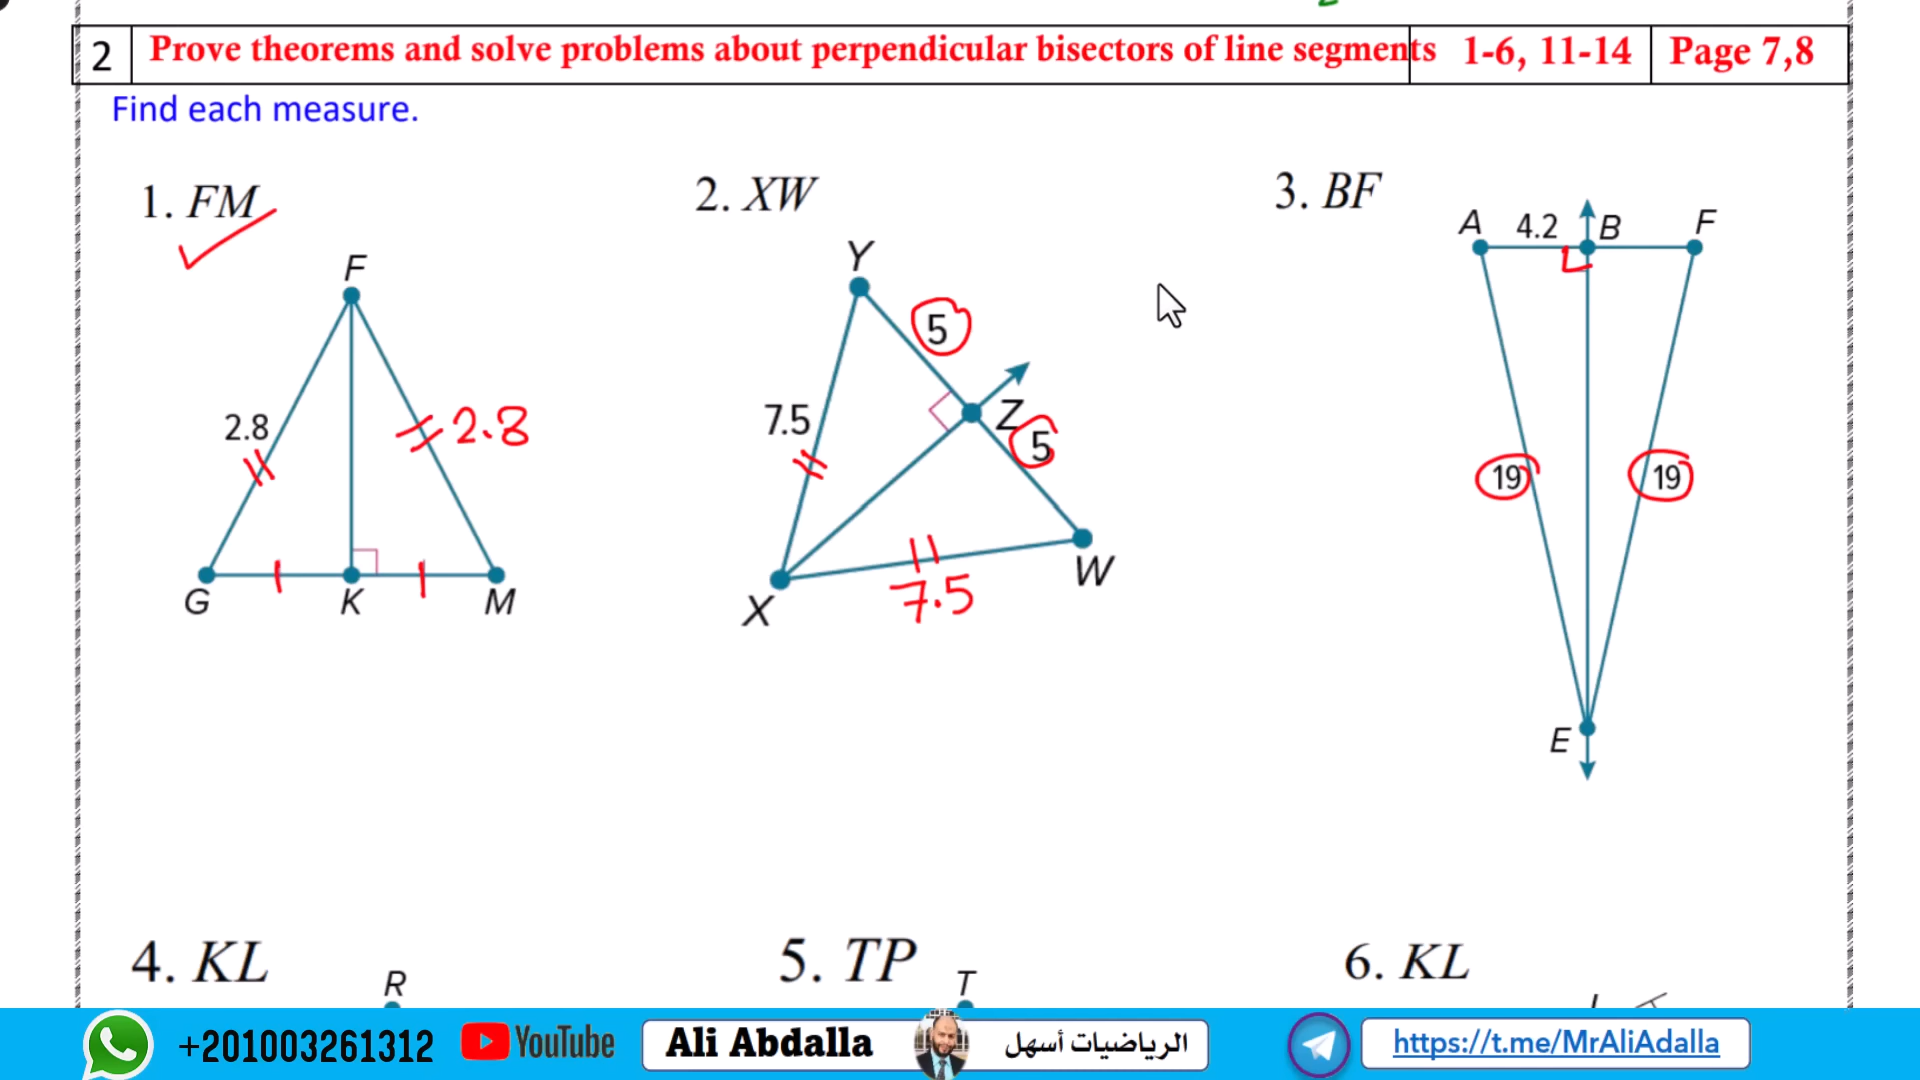 2 Prove theorems and solve problems about perpendicular bisectors of line segments 1-6, 11-14 Page 7,8
Find each measure.
1. FM
2. XW
3. BF
F
2.8
2.8
G K M
Y
5
7.5
Z
5
7.5
X
W
A 4.2 B F
19 19
E
4. KL
R
5. TP
T
6. KL
+201003261312 YouTube Ali Abdalla الرياضيات أسهل https://t.me/MrAliAdalla